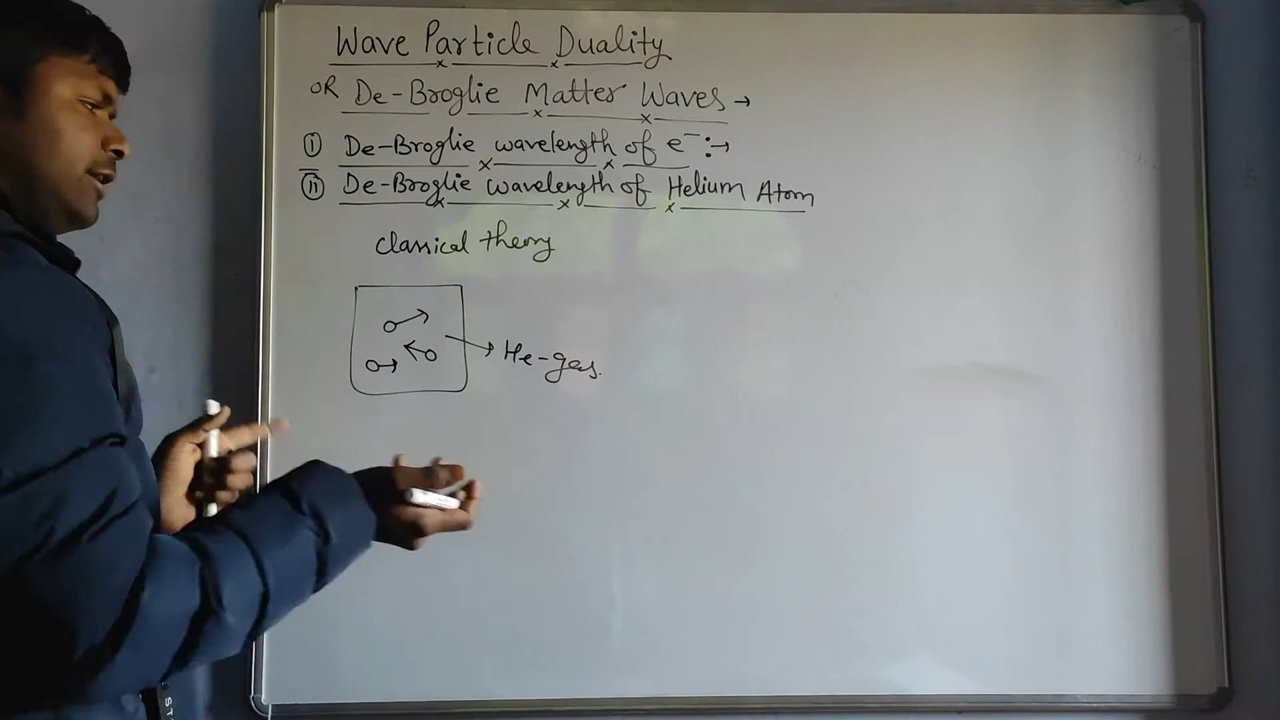 Wave Particle Duality
OR De-Broglie Matter Waves →
(i) De-Broglie wavelength of e⁻:→
(ii) De-Broglie wavelength of Helium Atom
Classical theory
He-gas.
ST